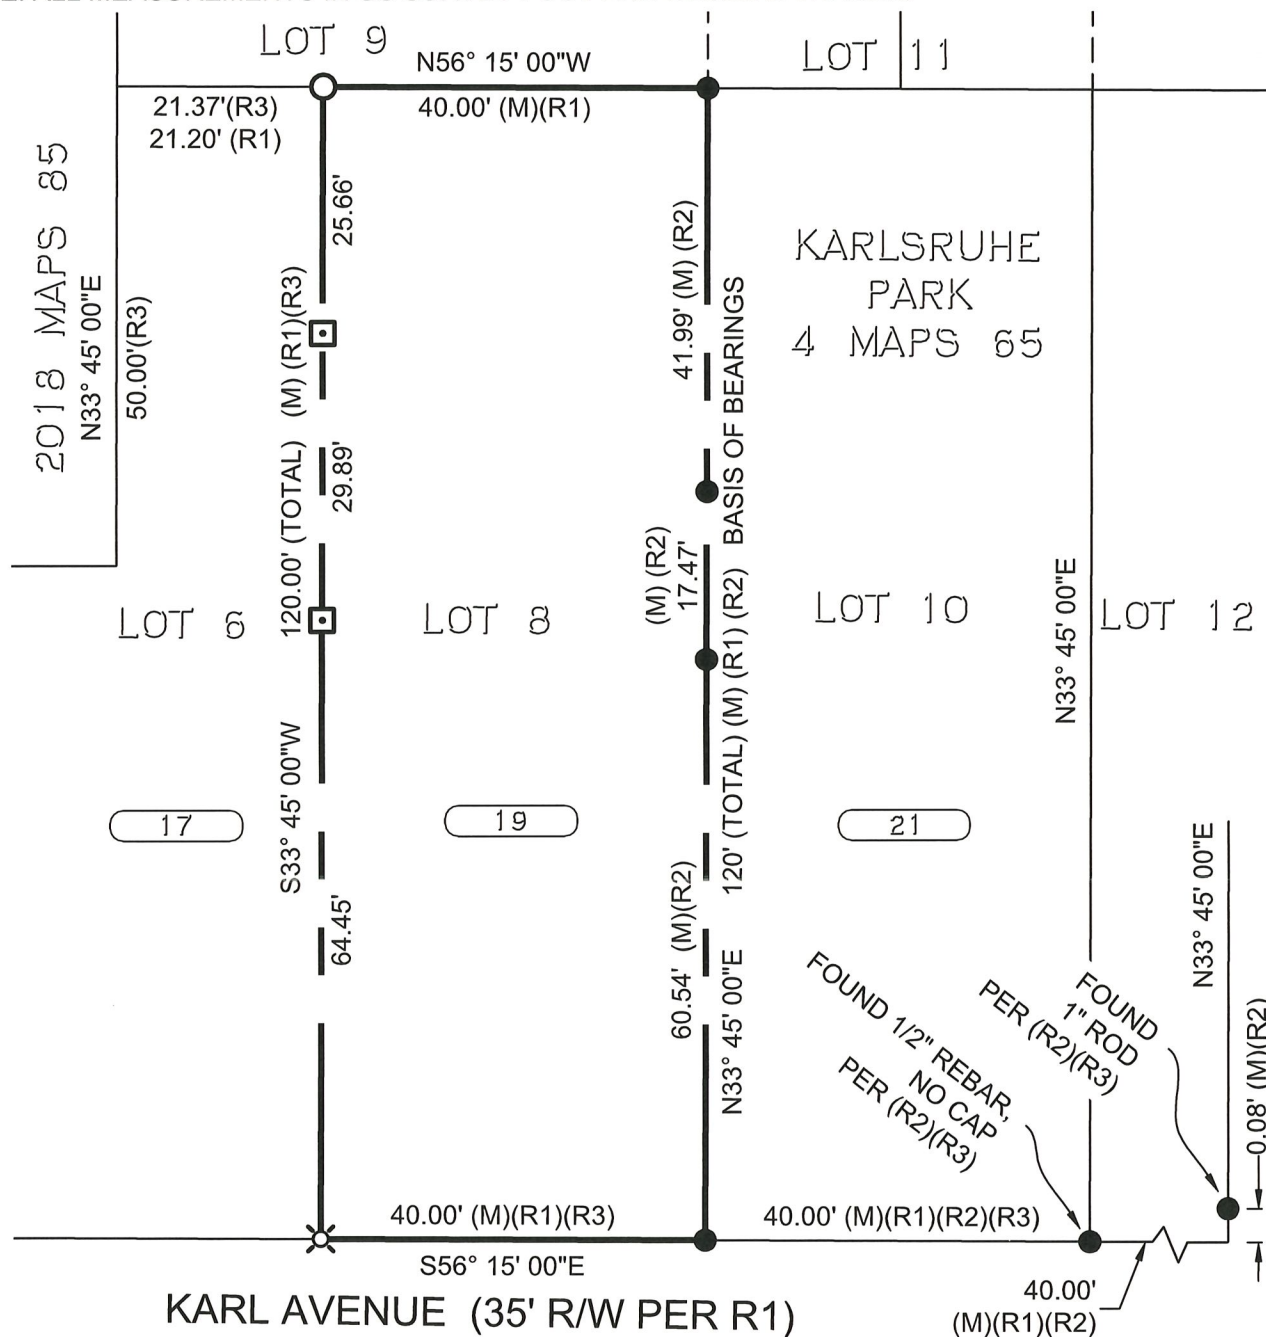 LOT 9
N56° 15' 00"W
LOT 11
21.37'(R3)
21.20' (R1)
40.00' (M)(R1)
2018 MAPS 85
N33° 45' 00"E
50.00'(R3)
25.66'
120.00' (TOTAL) (M) (R1)(R3)
29.89'
41.99' (M) (R2)
KARLSRUHE
PARK
4 MAPS 65
120' (TOTAL) (M) (R1) (R2) BASIS OF BEARINGS
(M) (R2)
17.47'
LOT 6
LOT 8
LOT 10
N33° 45' 00"E
LOT 12
17
19
21
S33° 45' 00"W
64.45'
60.54' (M)(R2)
N33° 45' 00"E
FOUND 1/2" REBAR,
NO CAP
PER (R2)(R3)
FOUND
1" ROD
PER (R2)(R3)
N33° 45' 00"E
0.08' (M)(R2)
40.00' (M)(R1)(R3)
40.00' (M)(R1)(R2)(R3)
S56° 15' 00"E
40.00'
(M)(R1)(R2)
KARL AVENUE (35' R/W PER R1)